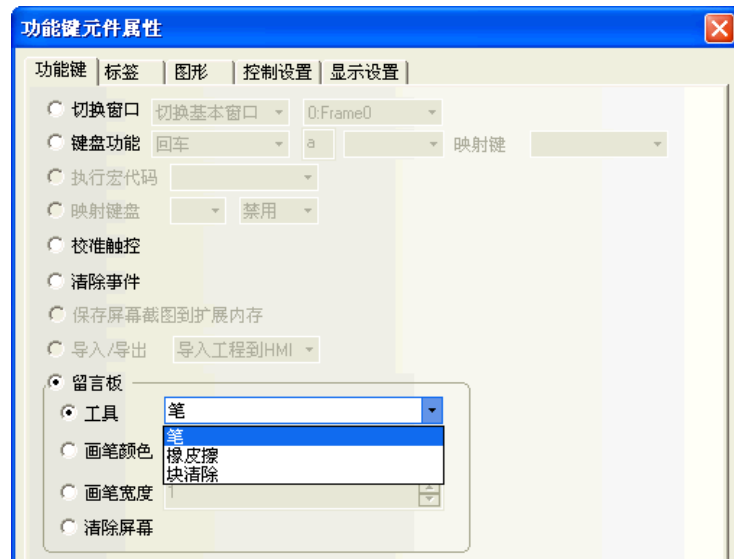 功能键元件属性
功能键 标签 图形 控制设置 显示设置
切换窗口 切换基本窗口 0:Frame0
键盘功能 回车 a 映射键
执行宏代码
映射键盘 禁用
校准触控
清除事件
保存屏幕截图到扩展内存
导入/导出 导入工程到HMI
留言板
工具 笔
笔
画笔颜色 橡皮擦
块清除
画笔宽度 1
清除屏幕